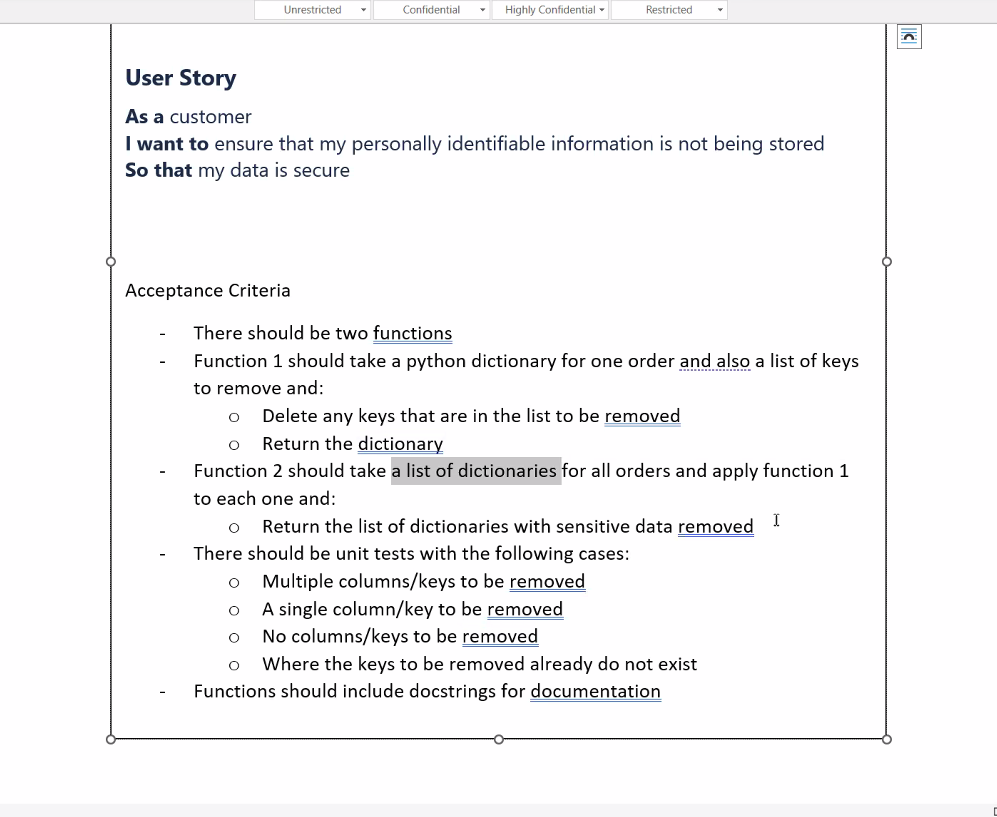 Unrestricted Confidential Highly Confidential Restricted
User Story
As a customer
I want to ensure that my personally identifiable information is not being stored
So that my data is secure
Acceptance Criteria
- There should be two functions
- Function 1 should take a python dictionary for one order and also a list of keys
to remove and:
o Delete any keys that are in the list to be removed
o Return the dictionary
- Function 2 should take a list of dictionaries for all orders and apply function 1
to each one and:
o Return the list of dictionaries with sensitive data removed
- There should be unit tests with the following cases:
o Multiple columns/keys to be removed
o A single column/key to be removed
o No columns/keys to be removed
o Where the keys to be removed already do not exist
- Functions should include docstrings for documentation